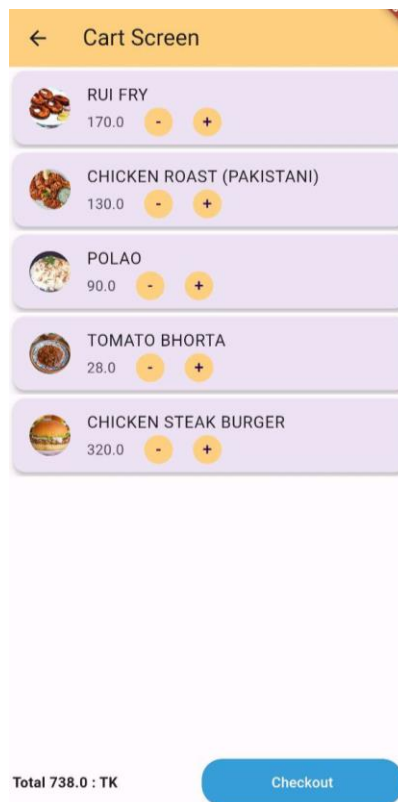 Cart Screen
RUI FRY
170.0 - +
CHICKEN ROAST (PAKISTANI)
130.0 - +
POLAO
90.0 - +
TOMATO BHORTA
28.0 - +
CHICKEN STEAK BURGER
320.0 - +
Total 738.0 : TK Checkout